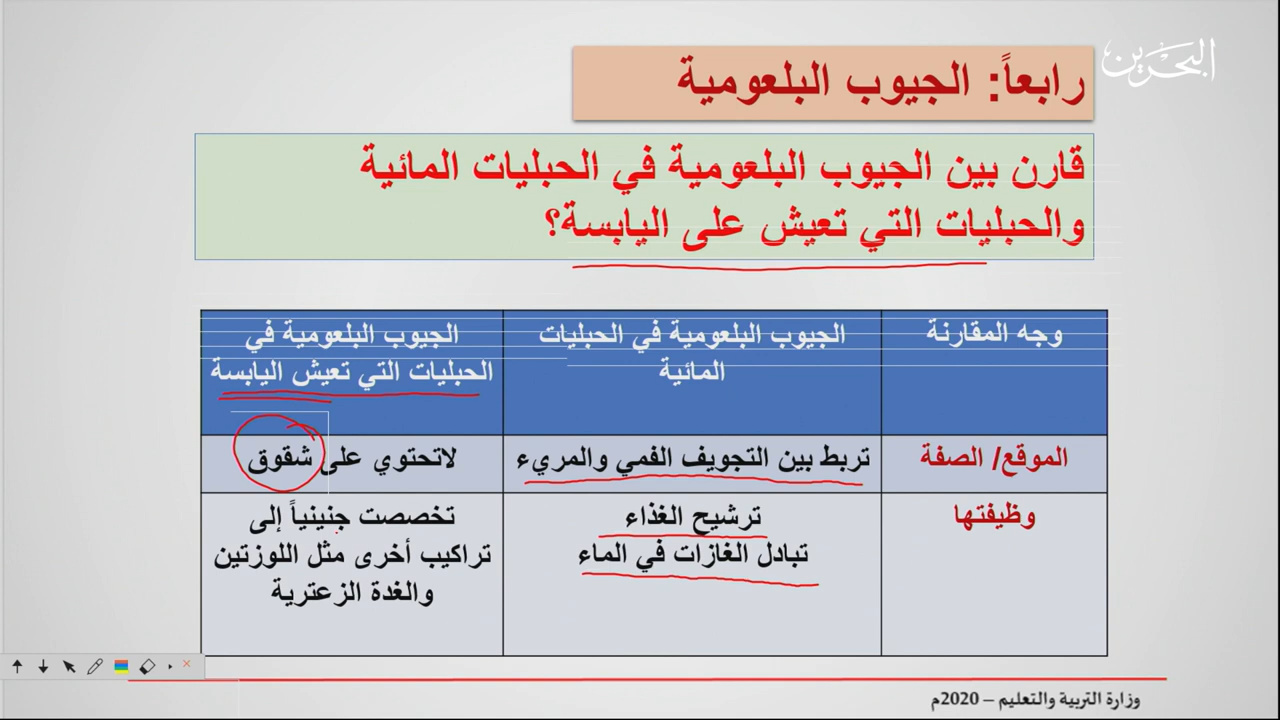 البحرين
رابعاً: الجيوب البلعومية
قارن بين الجيوب البلعومية في الحبليات المائية
والحبليات التي تعيش على اليابسة؟
وجه المقارنة
الجيوب البلعومية في الحبليات
المائية
الجيوب البلعومية في
الحبليات التي تعيش اليابسة
الموقع/ الصفة
تربط بين التجويف الفمي والمريء
لاتحتوي على شقوق
وظيفتها
ترشيح الغذاء
تبادل الغازات في الماء
تخصصت جنينياً إلى
تراكيب أخرى مثل اللوزتين
والغدة الزعترية
وزارة التربية والتعليم – 2020م